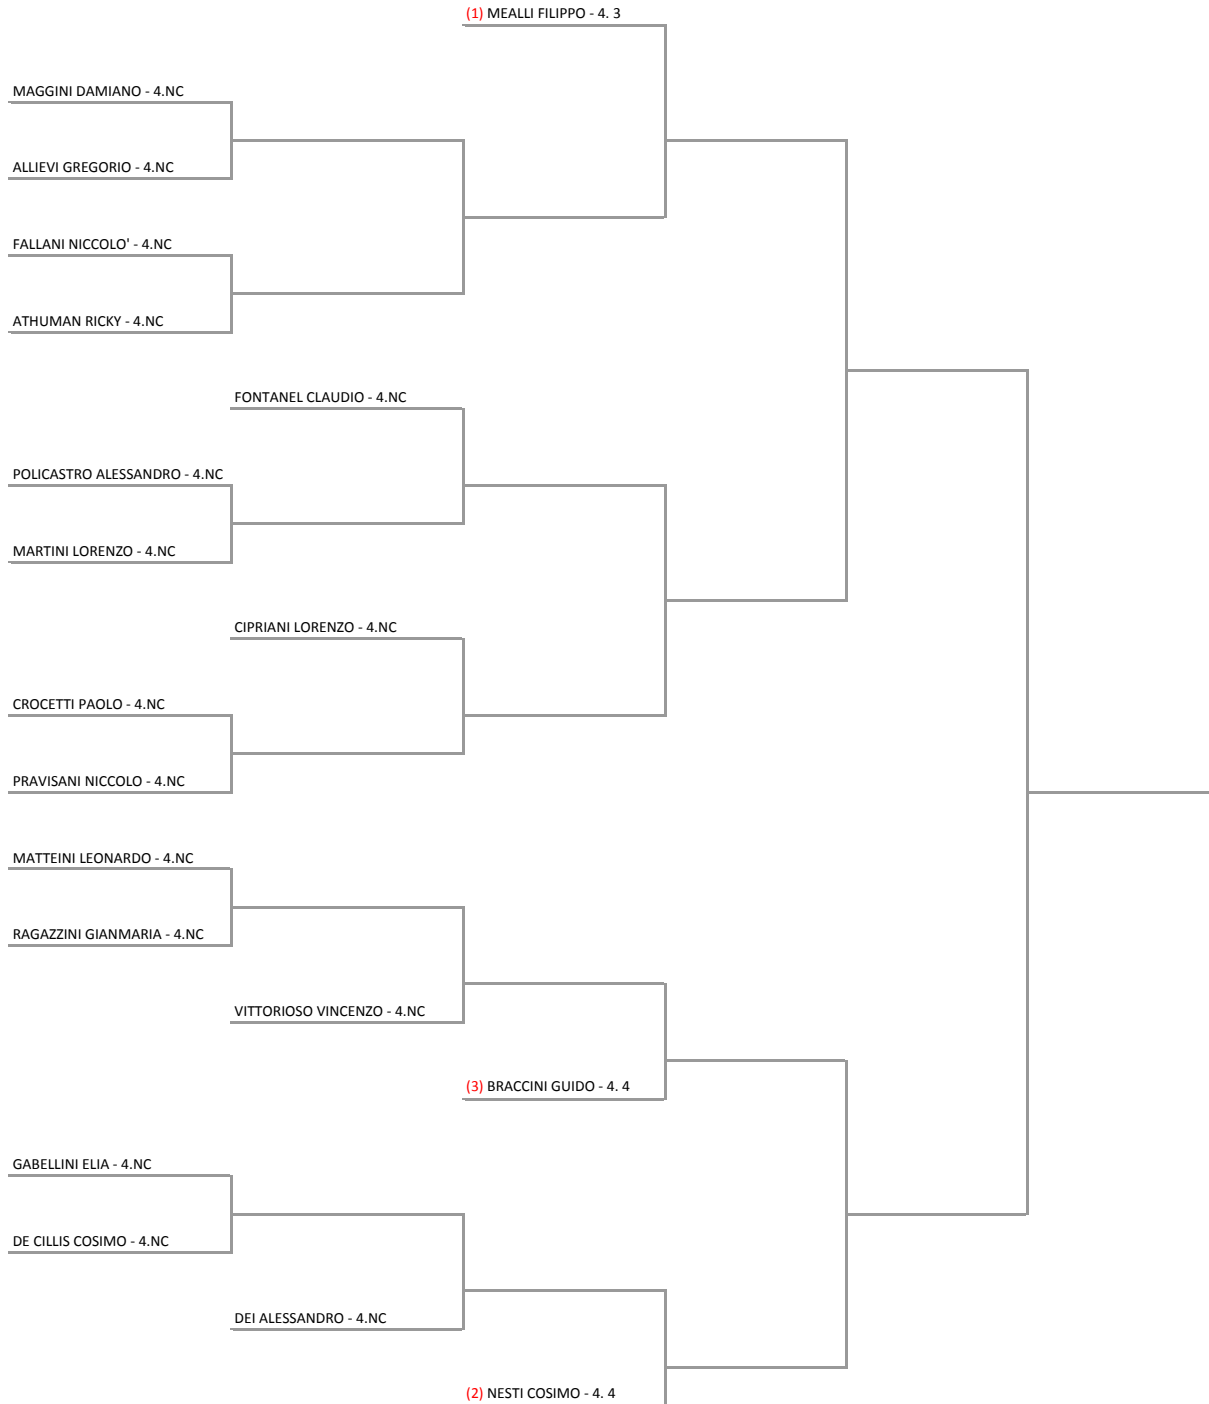 (1) MEALLI FILIPPO - 4. 3
MAGGINI DAMIANO - 4.NC
ALLIEVI GREGORIO - 4.NC
FALLANI NICCOLO' - 4.NC
ATHUMAN RICKY - 4.NC
FONTANEL CLAUDIO - 4.NC
POLICASTRO ALESSANDRO - 4.NC
MARTINI LORENZO - 4.NC
CIPRIANI LORENZO - 4.NC
CROCETTI PAOLO - 4.NC
PRAVISANI NICCOLO - 4.NC
MATTEINI LEONARDO - 4.NC
RAGAZZINI GIANMARIA - 4.NC
VITTORIOSO VINCENZO - 4.NC
(3) BRACCINI GUIDO - 4. 4
GABELLINI ELIA - 4.NC
DE CILLIS COSIMO - 4.NC
DEI ALESSANDRO - 4.NC
(2) NESTI COSIMO - 4. 4